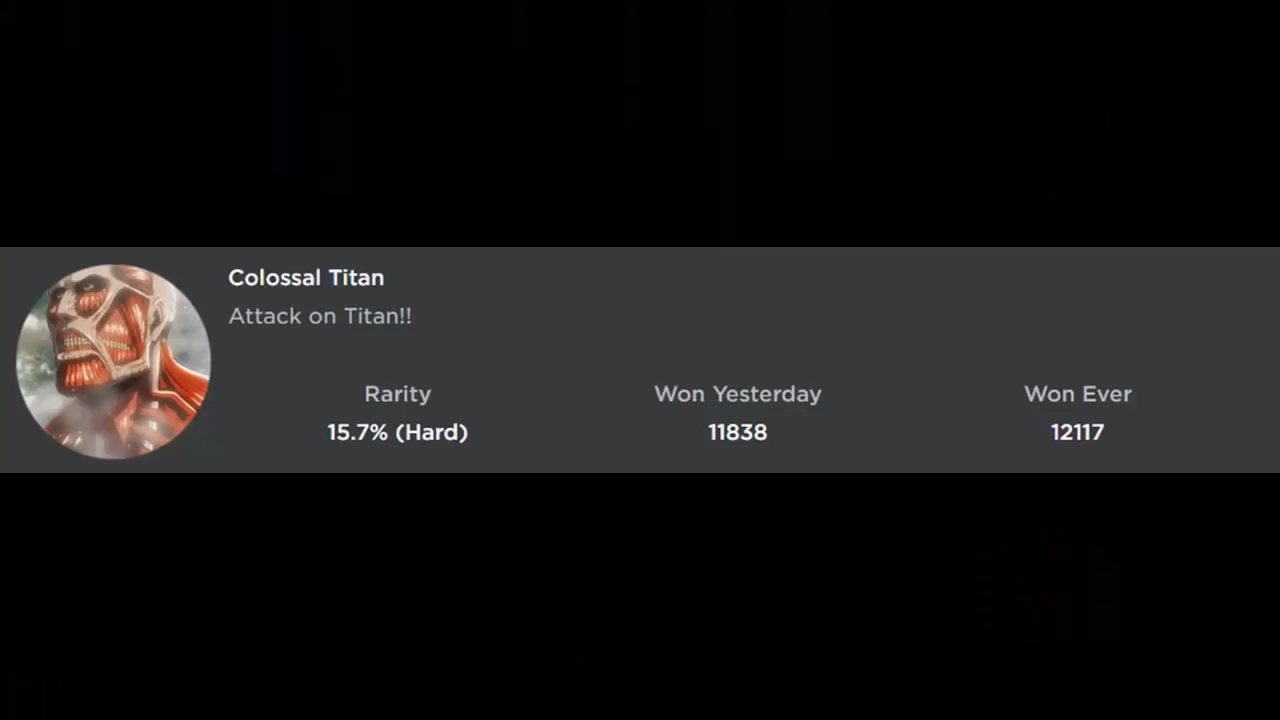 Colossal Titan
Attack on Titan!!
Rarity Won Yesterday Won Ever
15.7% (Hard) 11838 12117